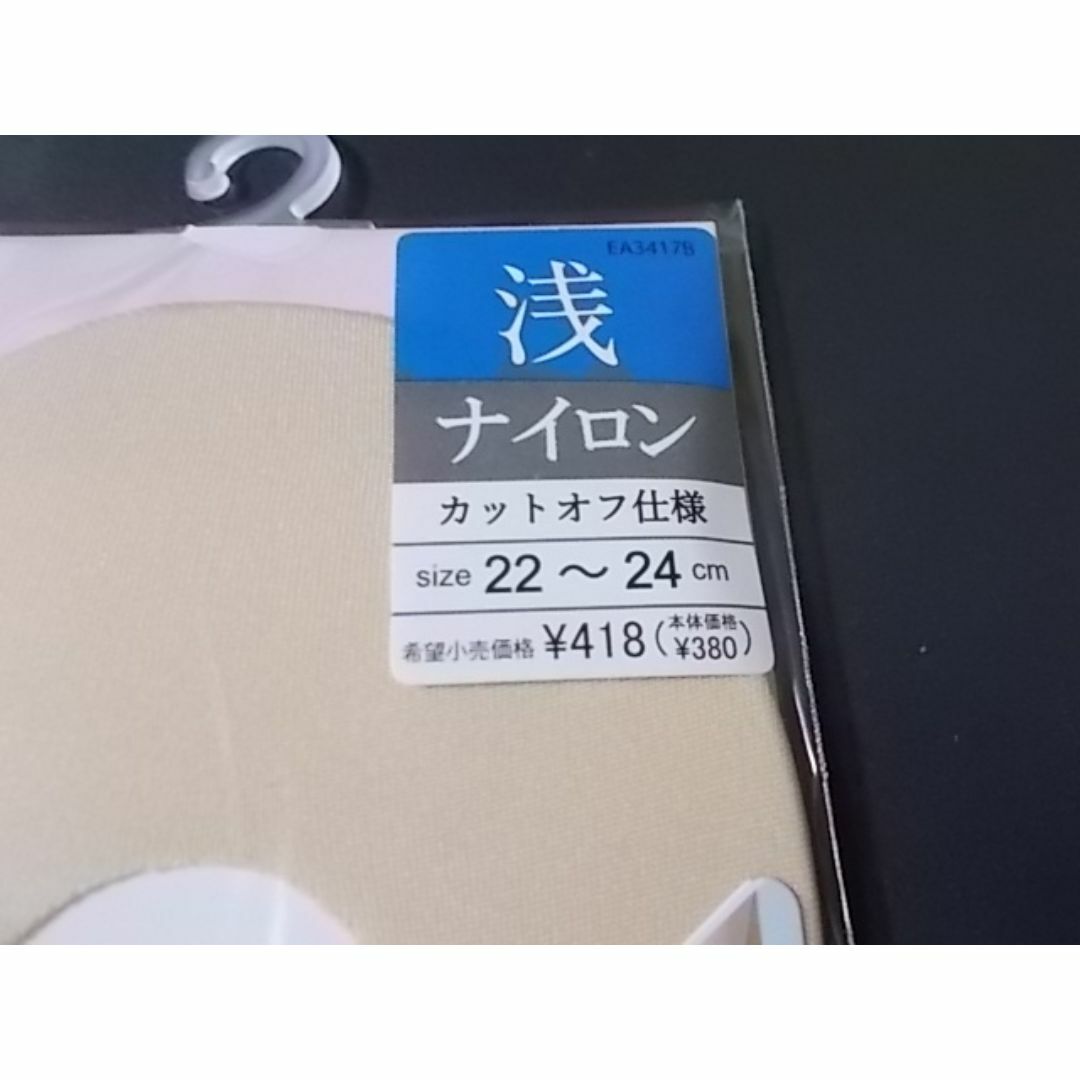 EA3417B
浅
ナイロン
カットオフ仕様
size 22～24 cm
希望小売価格 ¥418(本体価格 ¥380)